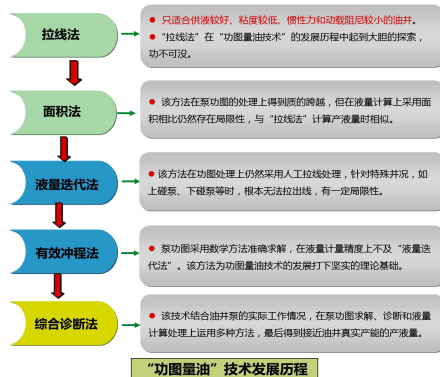 拉线法
● 只适合供液较好、粘度较低、惯性力和动载阻尼较小的油井。
● “拉线法”在“功图量油技术”的发展历程中起到大胆的探索，
功不可没。
面积法
● 该方法在泵功图的处理上得到质的跨越，但在液量计算上采用面
积相比仍然存在局限性，与“拉线法”计算产液量时相似。
液量迭代法
● 该方法在功图处理上仍然采用人工拉线处理，针对特殊井况，如
上碰泵、下碰泵等时，根本无法拉出线，有一定局限性。
有效冲程法
● 泵功图采用数学方法准确求解，在液量计量精度上不及“液量迭
代法”。该方法为功图量油技术的发展打下坚实的理论基础。
综合诊断法
● 该技术结合油井泵的实际工作情况，在泵功图求解、诊断和液量
计算处理上运用多种方法，最后得到接近油井真实产能的产液量。
“功图量油”技术发展历程